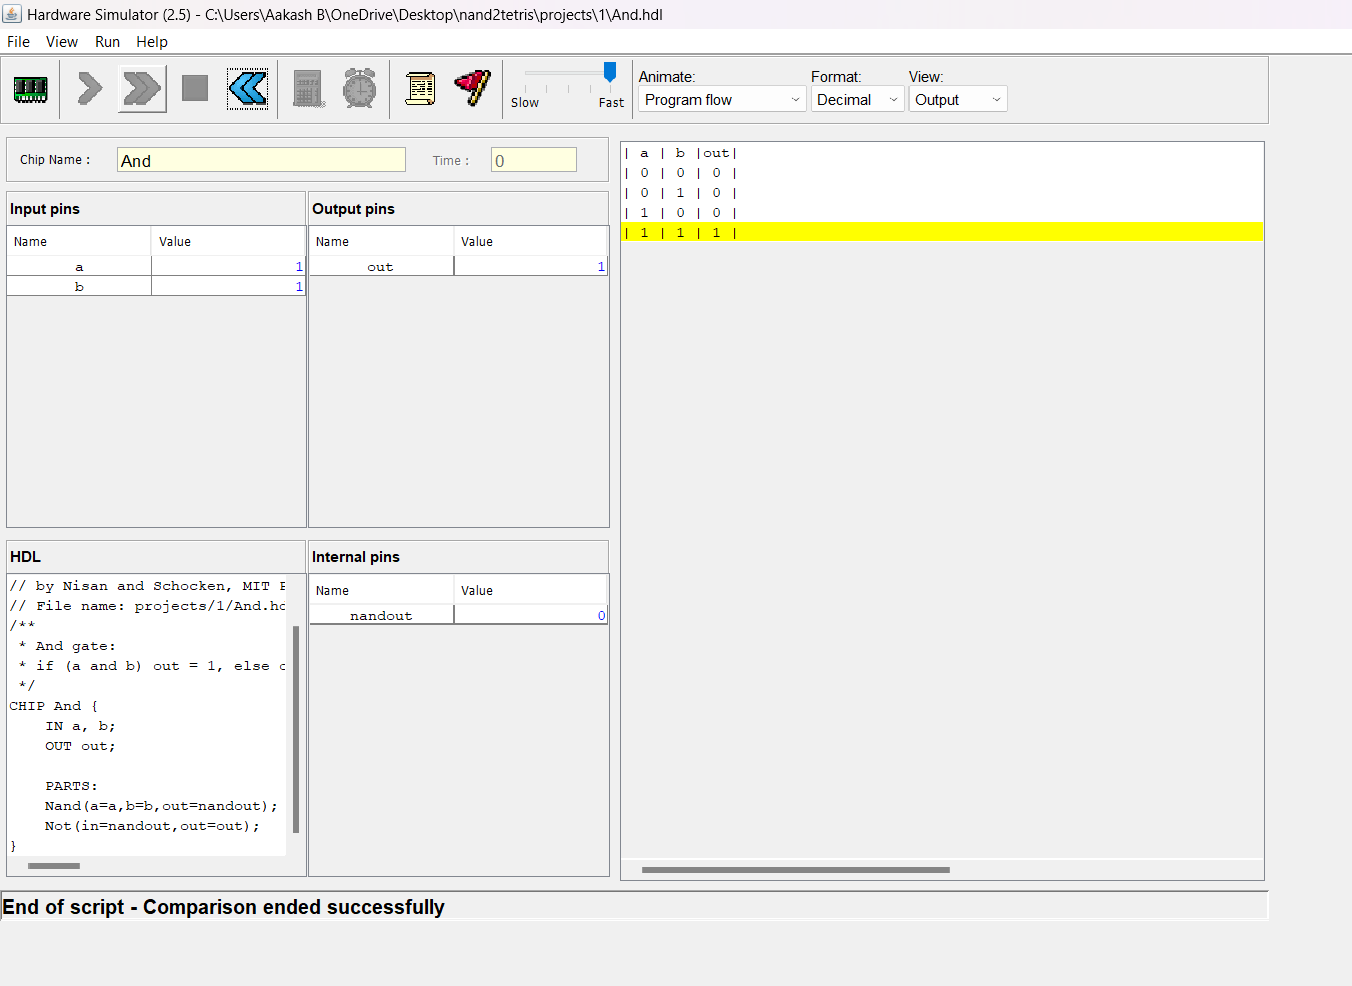 Hardware Simulator (2.5) - C:\Users\Aakash B\OneDrive\Desktop\nand2tetris\projects\1\And.hdl
File View Run Help
Slow Fast
Animate: Format: View:
Program flow Decimal Output
Chip Name : And Time : 0
Input pins
Name Value
a 1
b 1
Output pins
Name Value
out 1
| a | b |out|
| 0 | 0 | 0 |
| 0 | 1 | 0 |
| 1 | 0 | 0 |
| 1 | 1 | 1 |
HDL
// by Nisan and Schocken, MIT
// File name: projects/1/And.hd
/**
* And gate:
* if (a and b) out = 1, else
*/
CHIP And {
IN a, b;
OUT out;
PARTS:
Nand(a=a,b=b,out=nandout);
Not(in=nandout,out=out);
}
Internal pins
Name Value
nandout 0
End of script - Comparison ended successfully